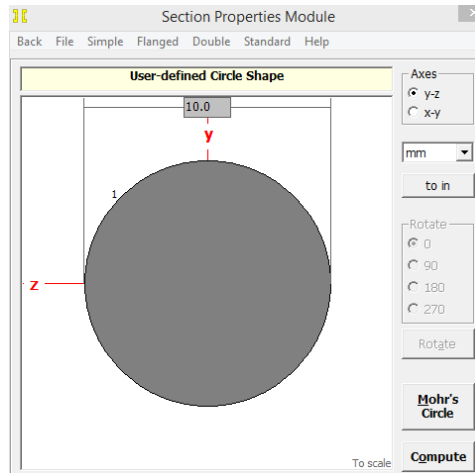 Section Properties Module
Back File Simple Flanged Double Standard Help
User-defined Circle Shape
10.0
y
1
z
To scale
Axes
y-z
x-y
mm
to in
Rotate
0
90
180
270
Rotate
Mohr's
Circle
Compute